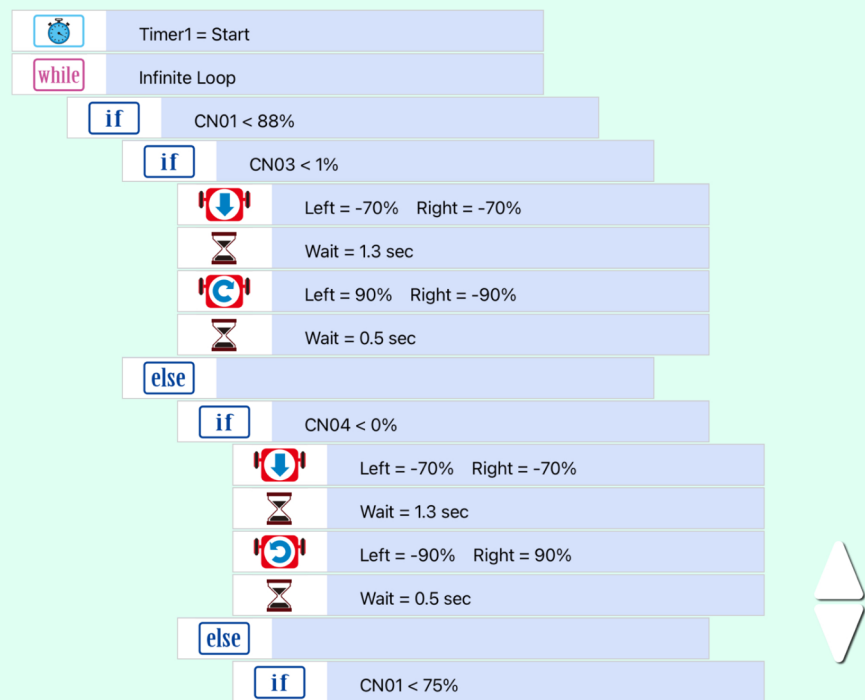 Timer1 = Start
while Infinite Loop
if CN01 < 88%
if CN03 < 1%
Left = -70% Right = -70%
Wait = 1.3 sec
Left = 90% Right = -90%
Wait = 0.5 sec
else
if CN04 < 0%
Left = -70% Right = -70%
Wait = 1.3 sec
Left = -90% Right = 90%
Wait = 0.5 sec
else
if CN01 < 75%